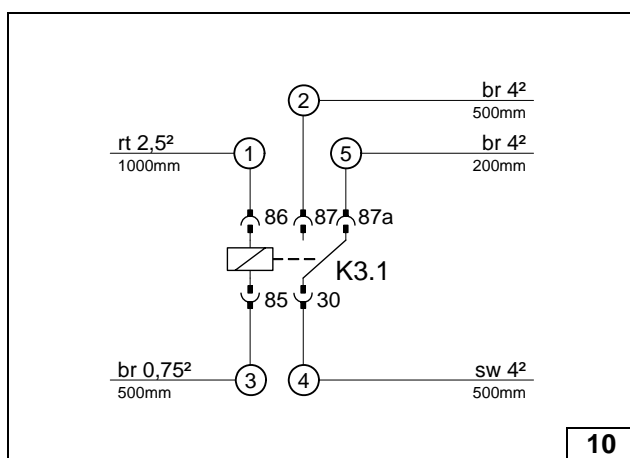 br 4²
2
500mm
rt 2,5²
br 4²
1
5
1000mm
200mm
86 87 87a
K3.1
85 30
br 0,75²
sw 4²
3
4
500mm
500mm
10